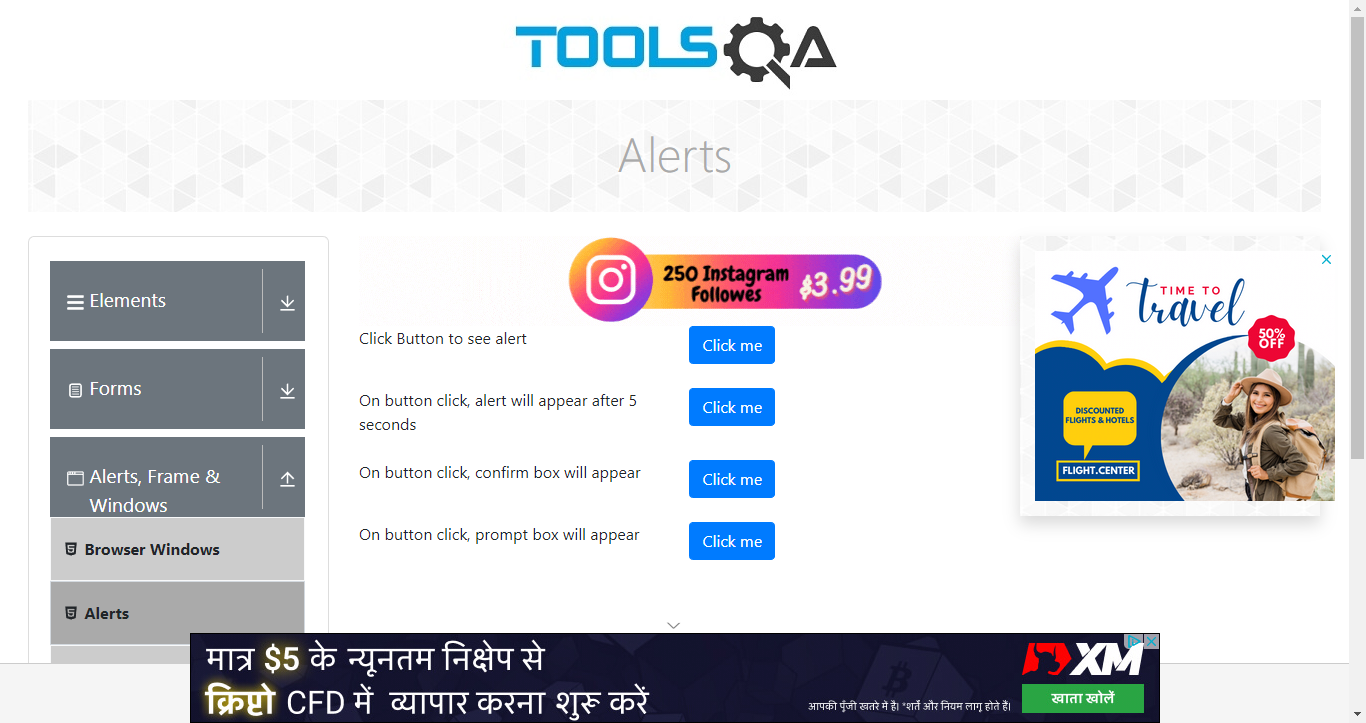 TOOLSQA
Alerts
Elements
Forms
Alerts, Frame &
Windows
Browser Windows
Alerts
250 Instagram
Followes
$3.99
Click Button to see alert
Click me
On button click, alert will appear after 5
seconds
Click me
On button click, confirm box will appear
Click me
On button click, prompt box will appear
Click me
TIME TO
travel
50%
OFF
DISCOUNTED
FLIGHTS & HOTELS
FLIGHT.CENTER
मात्र $5 के न्यूनतम निक्षेप से
क्रिप्टो CFD में व्यापार करना शुरू करें
आपकी पूँजी खतरे में है। *शर्तें और नियम लागू होते हैं।
XM
खाता खोलें